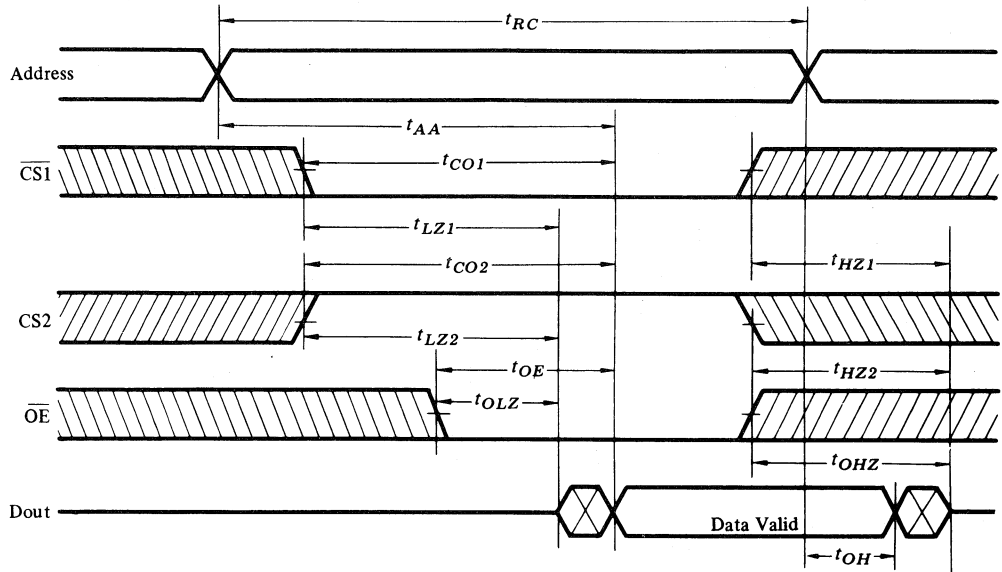 tRC
Address
tAA
CS1
tCO1
tLZ1
tCO2
tHZ1
CS2
tLZ2
tOE
tHZ2
OE
tOLZ
tOHZ
Dout
Data Valid
tOH